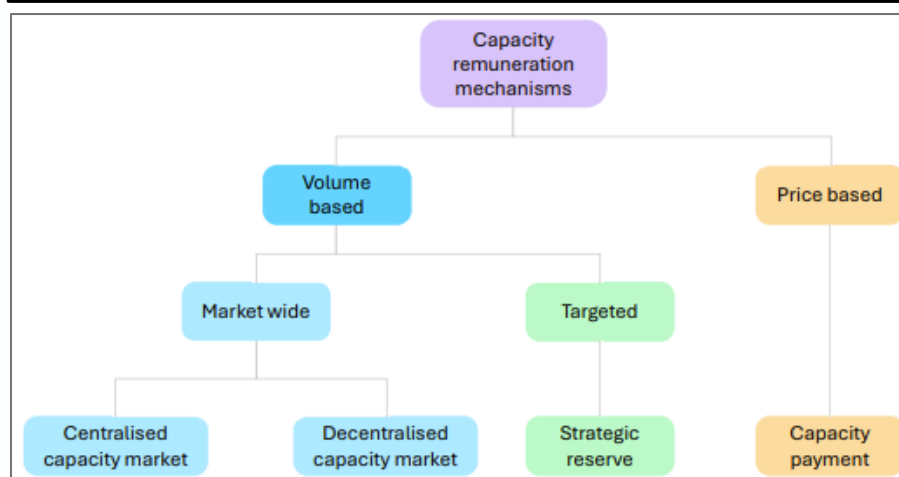 Capacity
remuneration
mechanisms
Volume
based
Price based
Market wide
Targeted
Centralised
capacity market
Decentralised
capacity market
Strategic
reserve
Capacity
payment